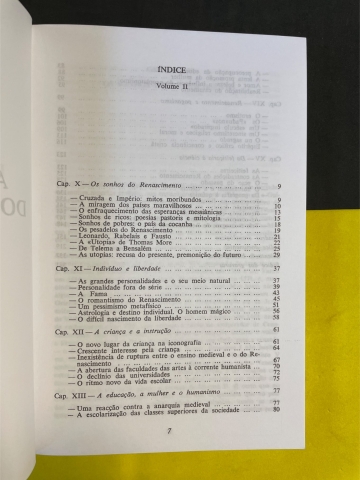 ÍNDICE
Volume II
Cap. X — Os sonhos do Renascimento 9
— Cruzada e Império: mitos moribundos 9
— A miragem dos países maravilhosos 10
— O enfraquecimento das esperanças messiânicas 13
— Sonhos de ricos: poesias pastoris e mitologia 15
— Sonhos de pobres: o país da cocanha 18
— Os pesadelos do Renascimento 19
— Leonardo, Rabelais e Fausto 21
— A «Utopia» de Thomas More 22
— De Telema a Bensalém 26
— As utopias: recusa do presente, premonição do futuro 29
Cap. XI — Indivíduo e liberdade 37
— As grandes personalidades e o seu meio natural 37
— Personalidade fora de série 39
— A Fama 43
— O romantismo do Renascimento 45
— Um pessimismo metafísico 51
— Astrologia e destino individual. O homem mágico 56
— O difícil nascimento da liberdade 58
Cap. XII — A criança e a instrução 61
— O novo lugar da criança na iconografia 61
— Crescente interesse pela criança 64
— Inexistência de ruptura entre o ensino medieval e o do Re-
nascimento 67
— A abertura das faculdades das artes à corrente humanista 70
— O declínio das universidades 72
— O ritmo novo da vida escolar 75
Cap. XIII — A educação, a mulher e o humanismo 77
— Uma reacção contra a anarquia medieval 77
— A escolarização das classes superiores da sociedade 80
7